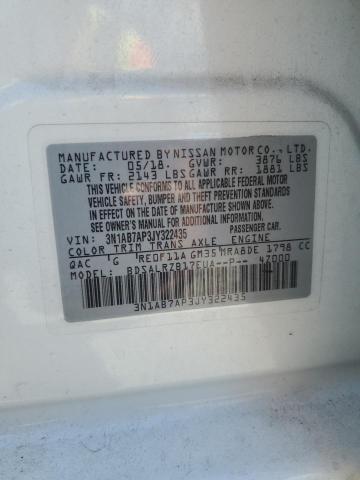 MANUFACTURED BY NISSAN MOTOR CO., LTD.
DATE: 05/18. GVWR: 3876 LBS
GAWR FR: 2143 LBS GAWR RR: 1881 LBS
THIS VEHICLE CONFORMS TO ALL APPLICABLE FEDERAL MOTOR
VEHICLE SAFETY, BUMPER, AND THEFT PREVENTION STANDARDS
IN EFFECT ON THE DATE OF MANUFACTURE SHOWN ABOVE.
SEE OWNER'S MANUAL FOR ADDITIONAL INFORMATION.
VIN: 3N1AB7AP3JY322435 PASSENGER CAR.
COLOR TRIM TRANS AXLE ENGINE
QAC G RE0F11A GM35 MRA8DE 1798 CC
MODEL: BDSALRZB17EUA--P-- 4Z000
3N1AB7AP3JY322435